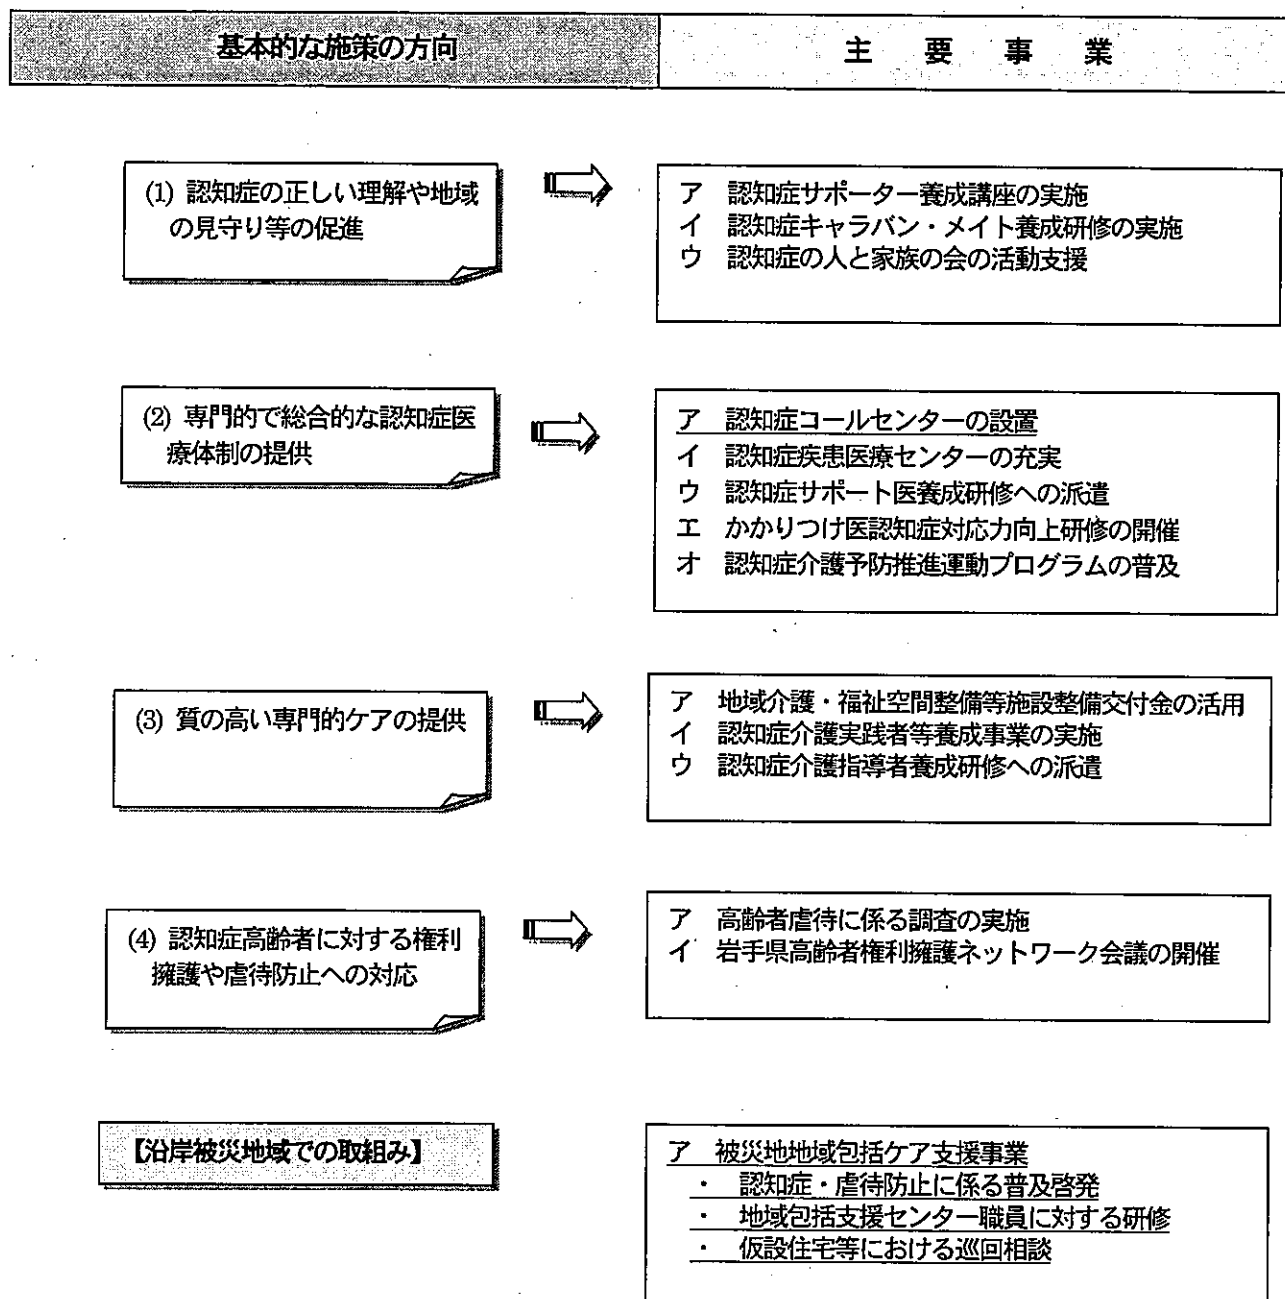 基本的な施策の方向
主 要 事 業
(1) 認知症の正しい理解や地域
の見守り等の促進
ア 認知症サポーター養成講座の実施
イ 認知症キャラバン・メイト養成研修の実施
ウ 認知症の人と家族の会の活動支援
(2) 専門的で総合的な認知症医
療体制の提供
ア 認知症コールセンターの設置
イ 認知症疾患医療センターの充実
ウ 認知症サポート医養成研修への派遣
エ かかりつけ医認知症対応力向上研修の開催
オ 認知症介護予防推進運動プログラムの普及
(3) 質の高い専門的ケアの提供
ア 地域介護・福祉空間整備等施設整備交付金の活用
イ 認知症介護実践者等養成事業の実施
ウ 認知症介護指導者養成研修への派遣
(4) 認知症高齢者に対する権利
擁護や虐待防止への対応
ア 高齢者虐待に係る調査の実施
イ 岩手県高齢者権利擁護ネットワーク会議の開催
【沿岸被災地域での取組み】
ア 被災地地域包括ケア支援事業
・ 認知症・虐待防止に係る普及啓発
・ 地域包括支援センター職員に対する研修
・ 仮設住宅等における巡回相談